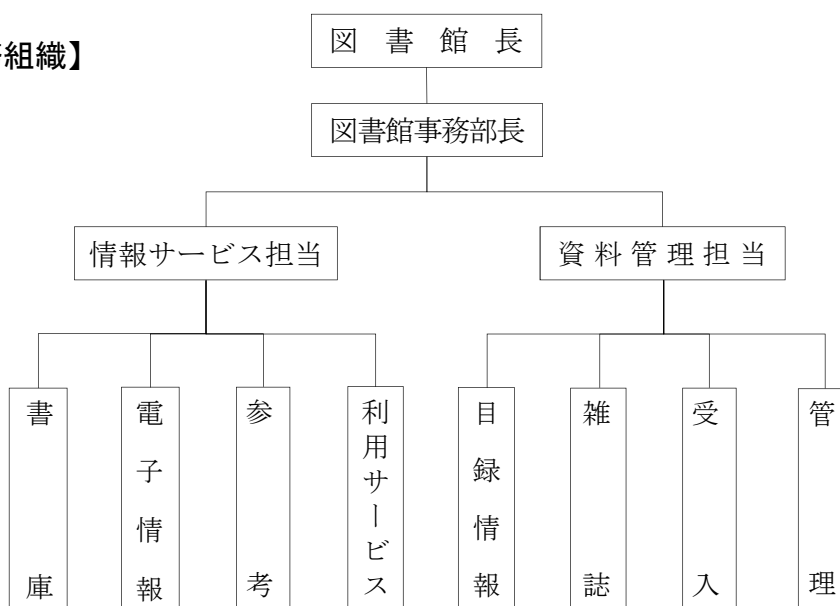 組織】
図書館長
図書館事務部長
情報サービス担当
資料管理担当
書庫
電子情報
参考
利用サービス
目録情報
雑誌
受入
管理